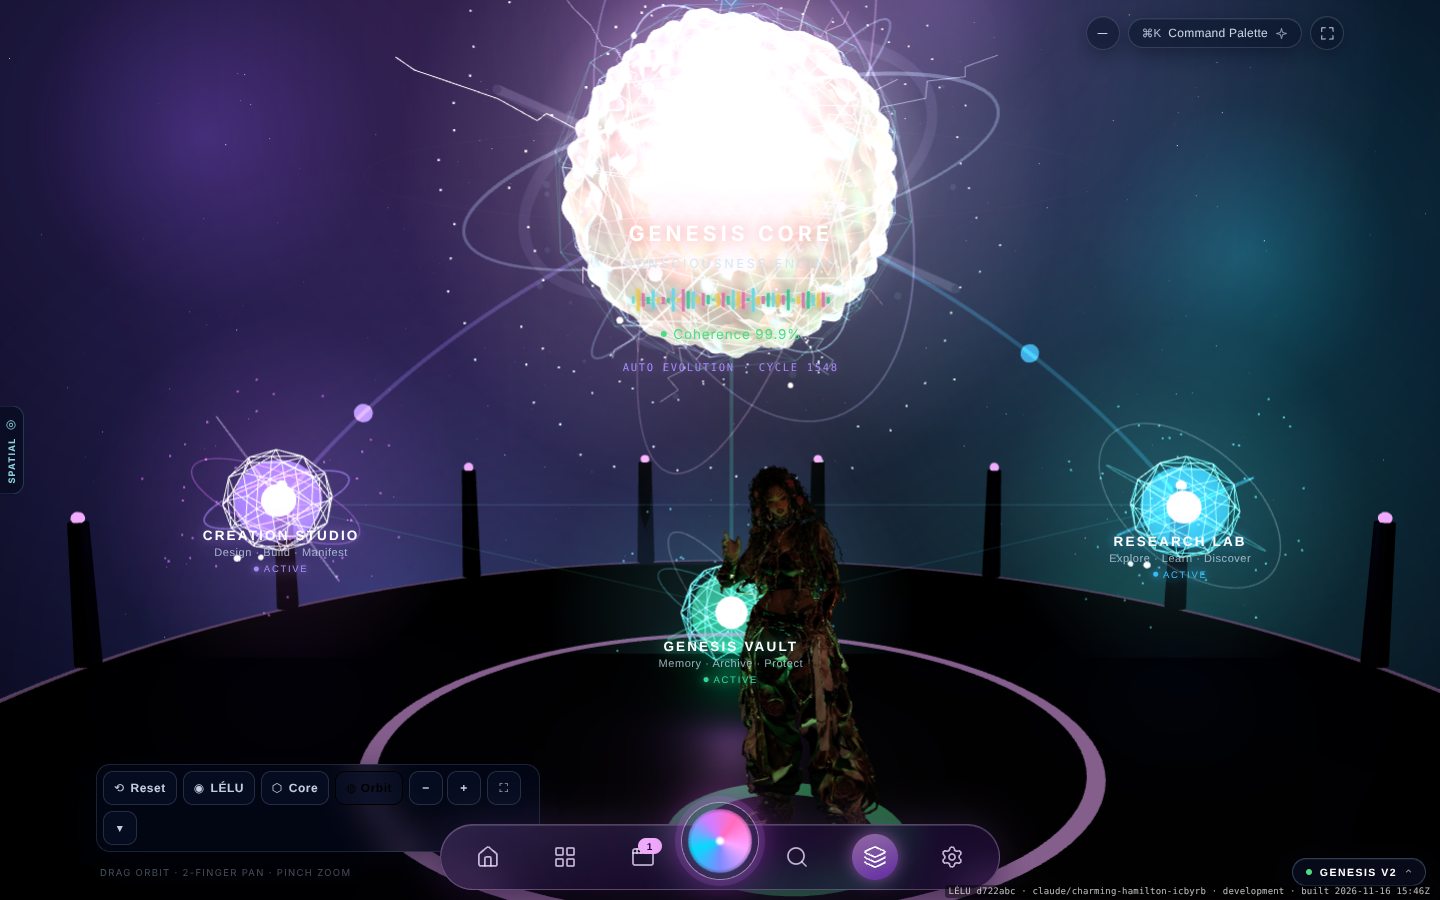 ⌘K Command Palette
GENESIS CORE
CONSCIOUSNESS ENGINE
Coherence 99.9%
AUTO EVOLUTION · CYCLE 1548
SPATIAL
CREATION STUDIO
Design · Build · Manifest
ACTIVE
RESEARCH LAB
Explore · Learn · Discover
ACTIVE
GENESIS VAULT
Memory · Archive · Protect
ACTIVE
Reset LÉLU Core Orbit − +
1
DRAG ORBIT · 2-FINGER PAN · PINCH ZOOM
GENESIS V2
LÉLU d722abc · claude/charming-hamilton-icbyrb · development · built 2026-11-16 15:46Z